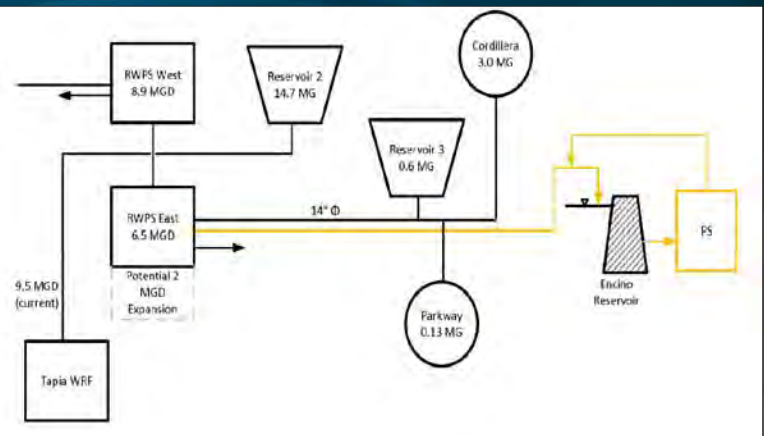 RWPS West
8.9 MGD
Reservoir 2
14.7 MG
Cordillera
3.0 MG
Reservoir 3
0.6 MG
RWPS East
6.5 MGD
14" Φ
PS
Potential 2
MGD
Expansion
9.5 MGD
(current)
Encino
Reservoir
Parkway
0.13 MG
Tapia WRF